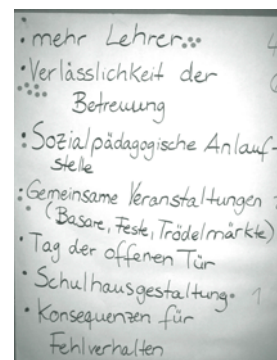 • mehr Lehrer
• Verlässlichkeit der
Betreuung
• Sozialpädagogische Anlauf-
stelle
• Gemeinsame Veranstaltungen
(Basare, Feste, Trödelmärkte)
• Tag der offenen Tür
• Schulhausgestaltung 1
• Konsequenzen für
Fehlverhalten